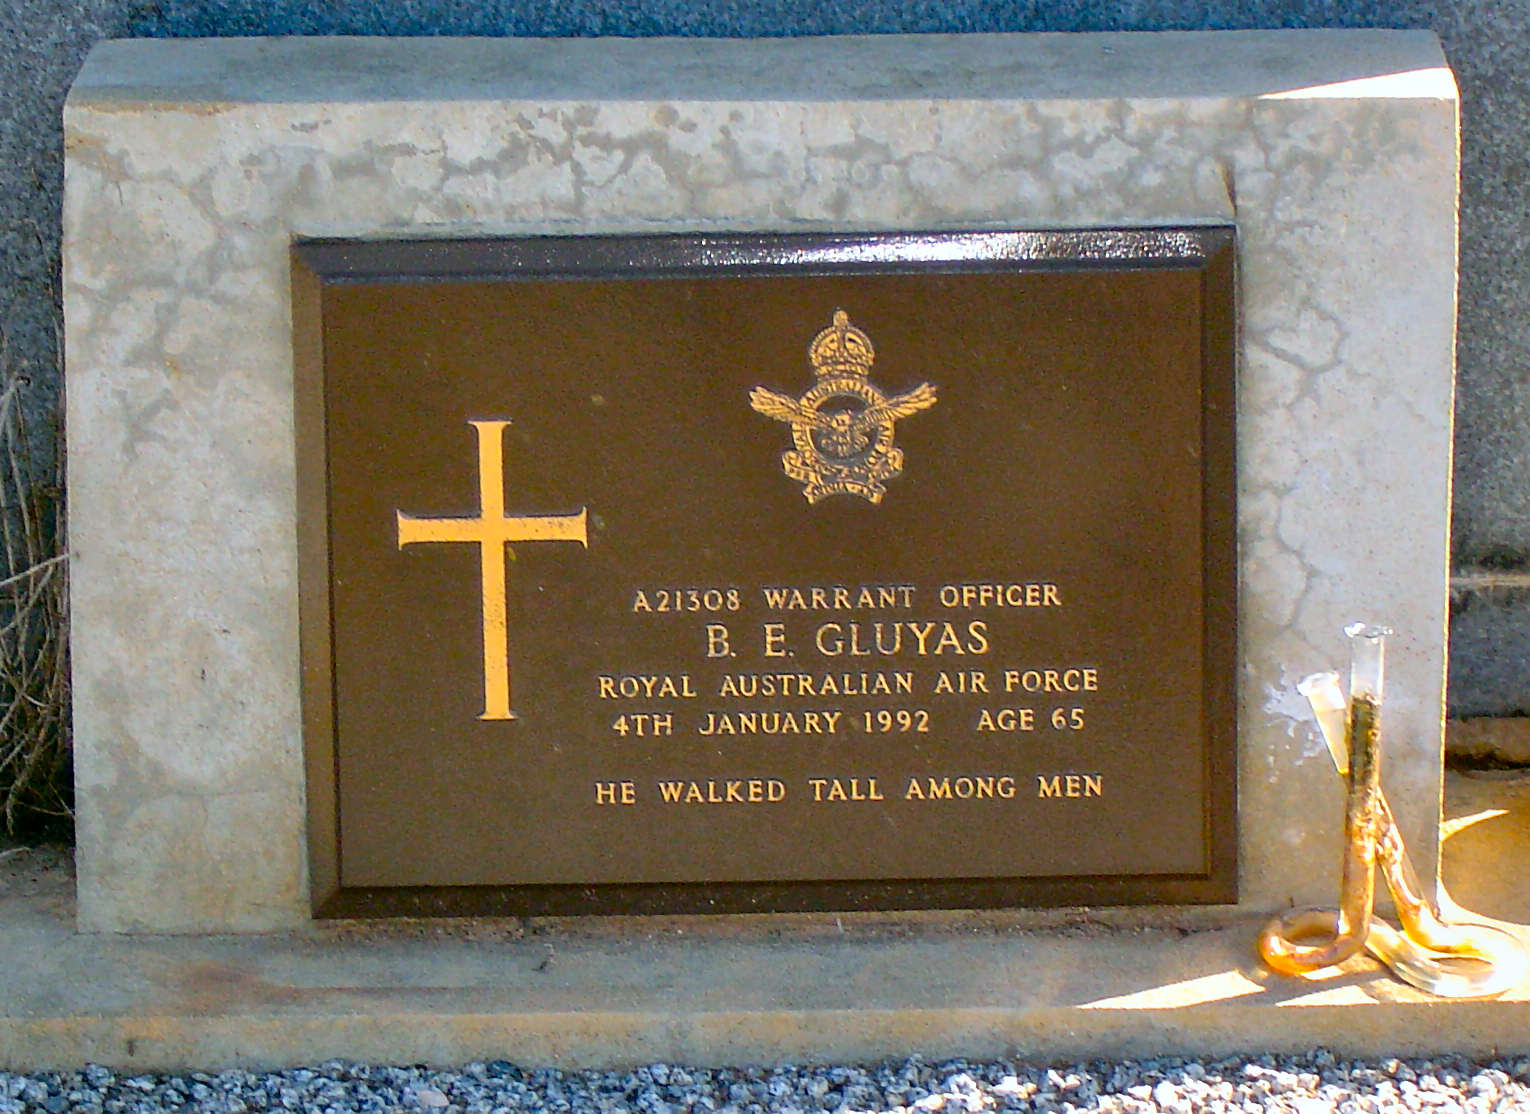 A21308 WARRANT OFFICER
B. E. GLUYAS
ROYAL AUSTRALIAN AIR FORCE
4TH JANUARY 1992 AGE 65
HE WALKED TALL AMONG MEN